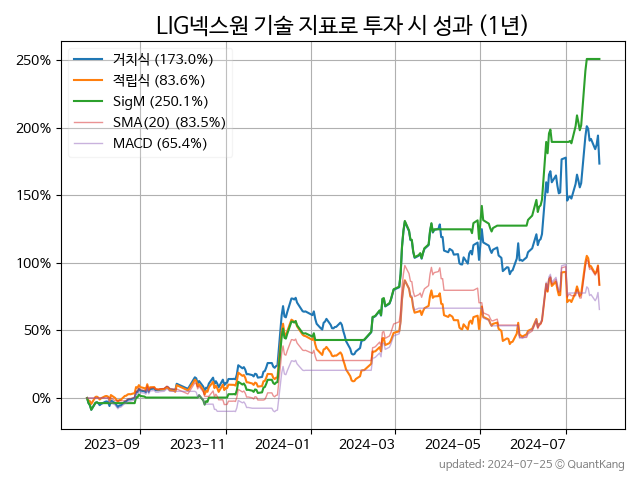 LIG넥스원 기술 지표로 투자 시 성과 (1년)
거치식 (173.0%)
적립식 (83.6%)
SigM (250.1%)
SMA(20) (83.5%)
MACD (65.4%)
250%
200%
150%
100%
50%
0%
2023-09 2023-11 2024-01 2024-03 2024-05 2024-07
updated: 2024-07-25 © QuantKang